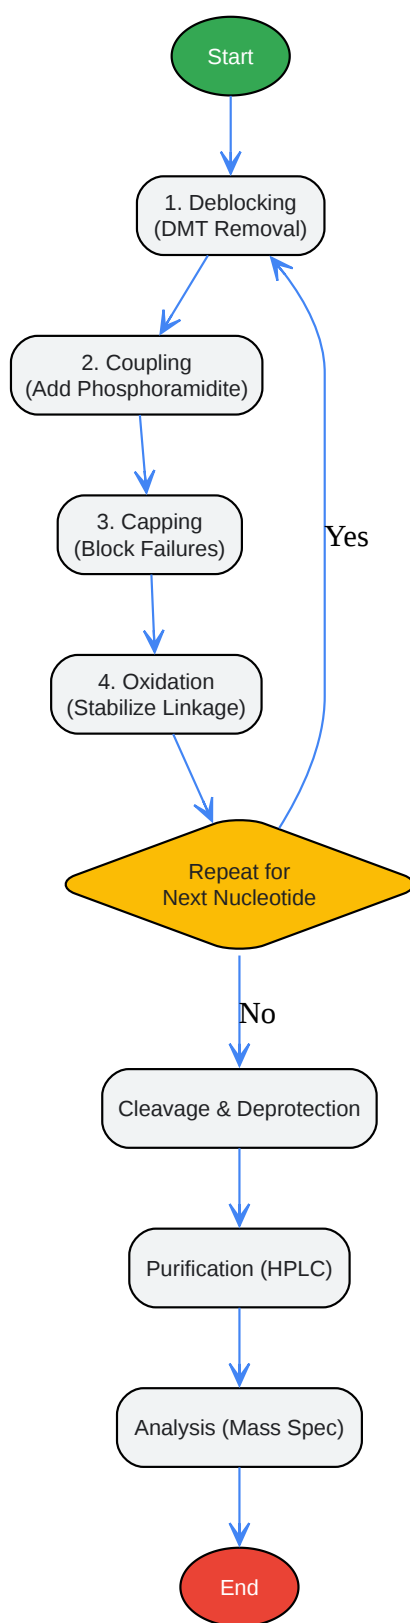 Start
1. Deblocking
(DMT Removal)
2. Coupling
(Add Phosphoramidite)
3. Capping
(Block Failures)
Yes
4. Oxidation
(Stabilize Linkage)
Repeat for
Next Nucleotide
No
Cleavage & Deprotection
Purification (HPLC)
Analysis (Mass Spec)
End